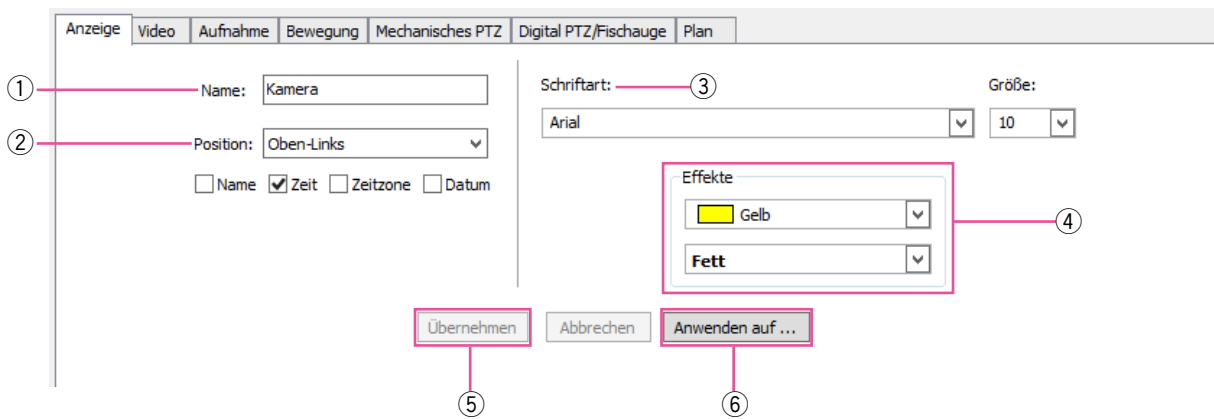 Anzeige Video Aufnahme Bewegung Mechanisches PTZ Digital PTZ/Fischauge Plan
① Name: Kamera
Schriftart: ③ Größe:
Arial 10
② Position: Oben-Links
Name Zeit Zeitzone Datum
Effekte
Gelb ④
Fett
Übernehmen Abbrechen Anwenden auf ...
⑤ ⑥